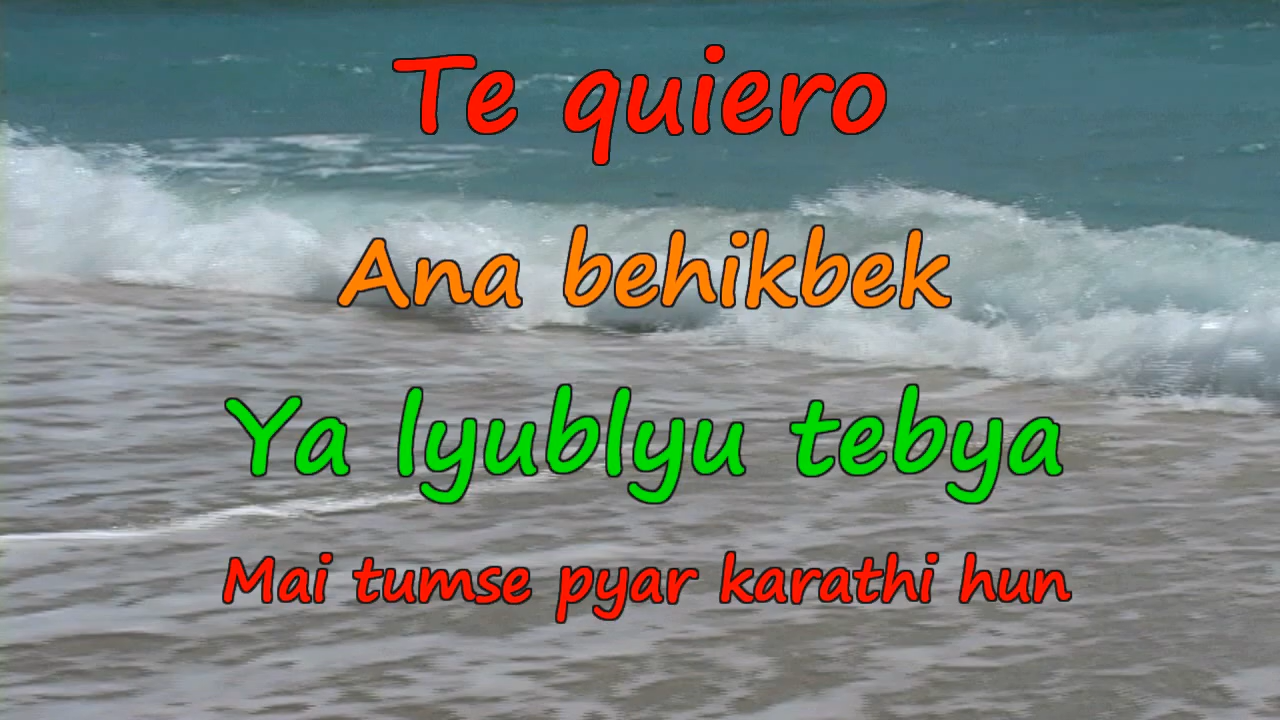 Te quiero
Ana behikbek
Ya lyublyu tebya
Mai tumse pyar karathi hun